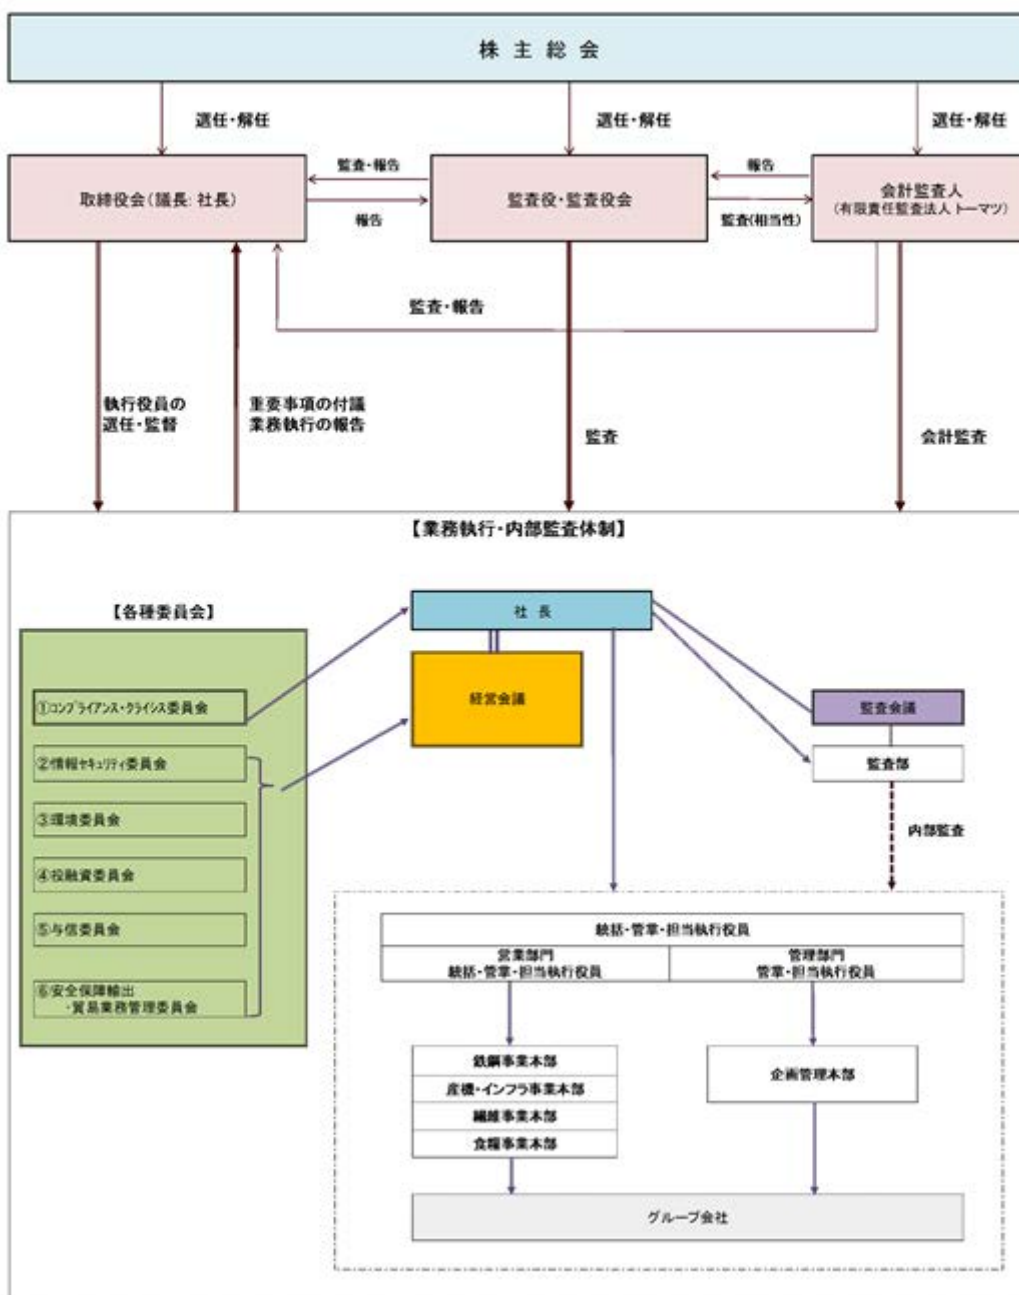 株 主 総 会
選任・解任
選任・解任
選任・解任
取締役会(議長:社長)
監査・報告
報告
監査役・監査役会
報告
監査(相当性)
会計監査人
(有限責任監査法人トーマツ)
監査・報告
執行役員の
選任・監督
重要事項の付議
業務執行の報告
監査
会計監査
【業務執行・内部監査体制】
【各種委員会】
①コンプライアンス・クライシス委員会
②情報セキュリティ委員会
③環境委員会
④投融資委員会
⑤与信委員会
⑥安全保障輸出
・貿易業務管理委員会
社 長
経営会議
監査会議
監査部
内部監査
統括・管掌・担当執行役員
営業部門
統括・管掌・担当執行役員
管理部門
管掌・担当執行役員
鉄鋼事業本部
産機・インフラ事業本部
繊維事業本部
食糧事業本部
企画管理本部
グループ会社